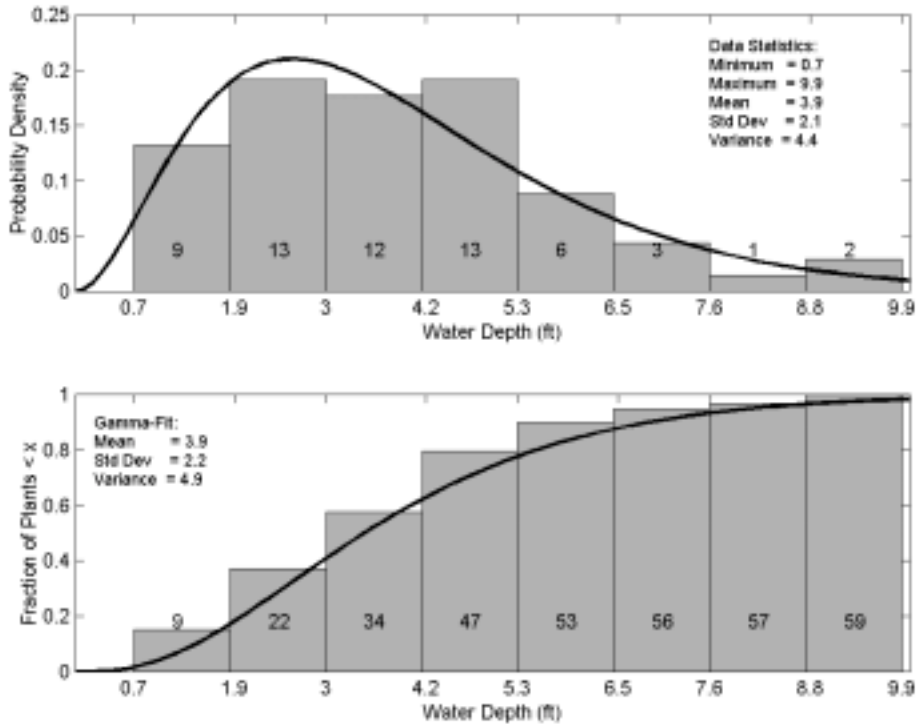 0.25
0.2
0.15
0.1
0.05
0
Probability Density
Data Statistics:
Minimum = 0.7
Maximum = 9.9
Mean = 3.9
Std Dev = 2.1
Variance = 4.4
9 13 12 13 6 3 1 2
0.7 1.9 3 4.2 5.3 6.5 7.6 8.8 9.9
Water Depth (ft)
1
0.8
0.6
0.4
0.2
0
Fraction of Plants < x
Gamma-Fit:
Mean = 3.9
Std Dev = 2.2
Variance = 4.9
9 22 34 47 53 56 57 59
0.7 1.9 3 4.2 5.3 6.5 7.6 8.8 9.9
Water Depth (ft)